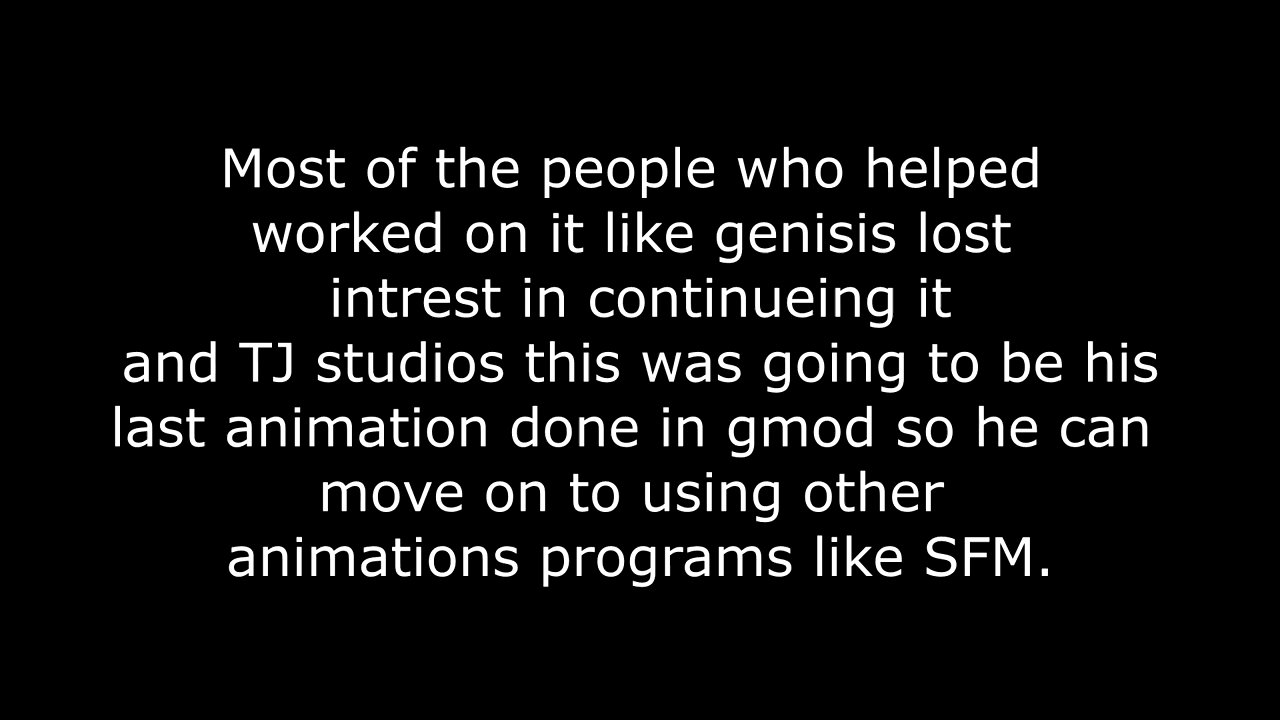 Most of the people who helped
worked on it like genisis lost
intrest in continueing it
and TJ studios this was going to be his
last animation done in gmod so he can
move on to using other
animations programs like SFM.